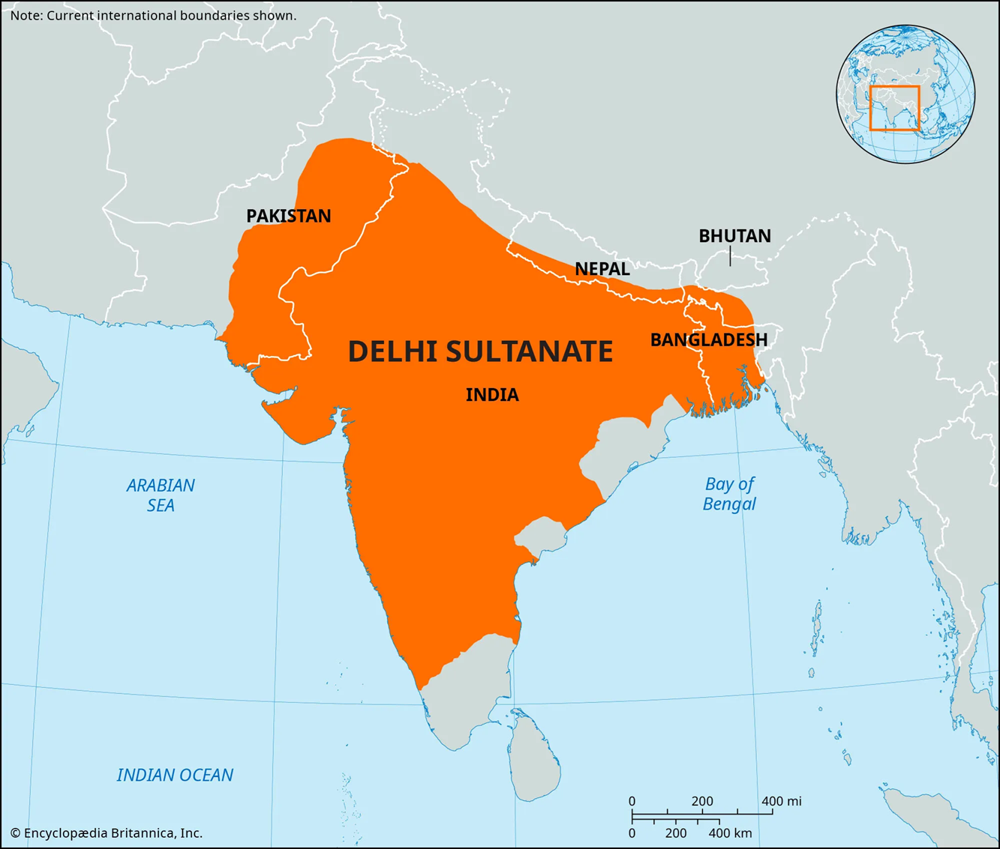 Note: Current international boundaries shown.
BHUTAN
PAKISTAN
NEPAL
BANGLADESH
DELHI SULTANATE
INDIA
ARABIAN
SEA
Bay of
Bengal
INDIAN OCEAN
0 200 400 mi
0 200 400 km
© Encyclopædia Britannica, Inc.